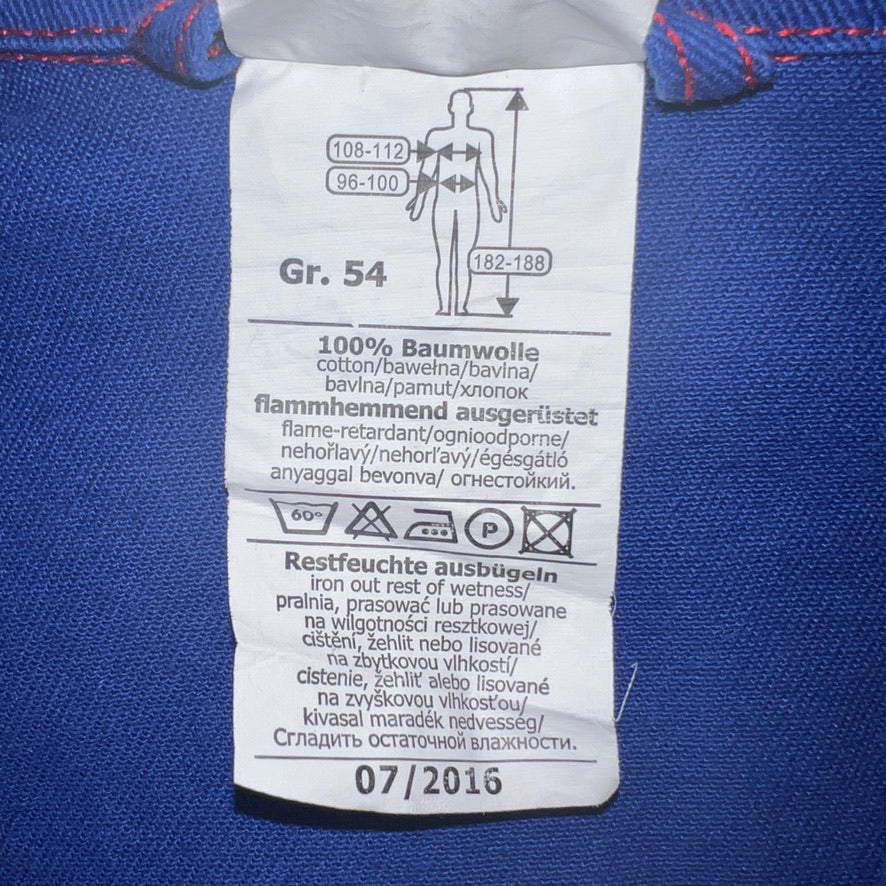 108-112
96-100
182-188
Gr. 54
100% Baumwolle
cotton/bawełna/bavlna/
bavlna/pamut/хлопок
flammhemmend ausgerüstet
flame-retardant/ognioodporne/
nehořlavý/nehorľavý/égésgátló
anyaggal bevonva/ огнестойкий.
60° P
Restfeuchte ausbügeln
iron out rest of wetness/
pralnia, prasować lub prasowane
na wilgotności resztkowej/
cištění, žehlit nebo lisované
na zbytkovou vlhkostí/
cistenie, žehliť alebo lisované
na zvyškovou vlhkosťou/
kivasal maradék nedvesség/
Сгладить остаточной влажности.
07/2016